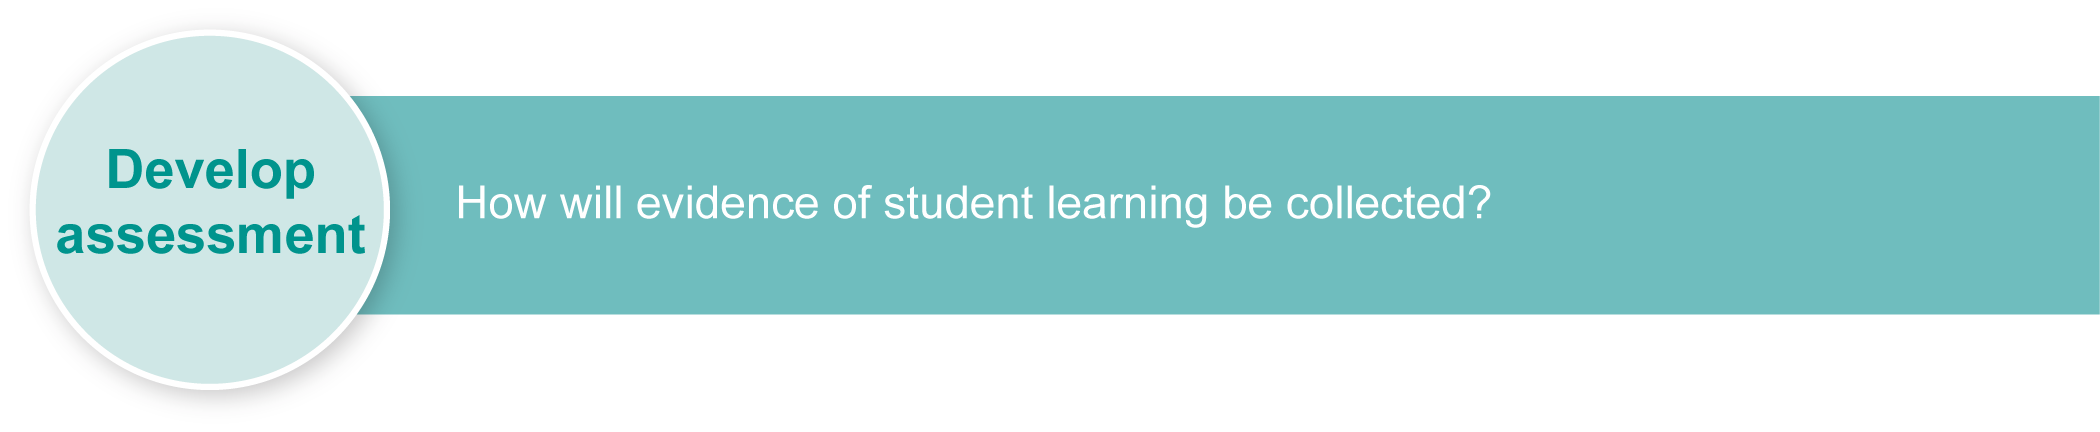 Develop
assessment
How will evidence of student learning be collected?